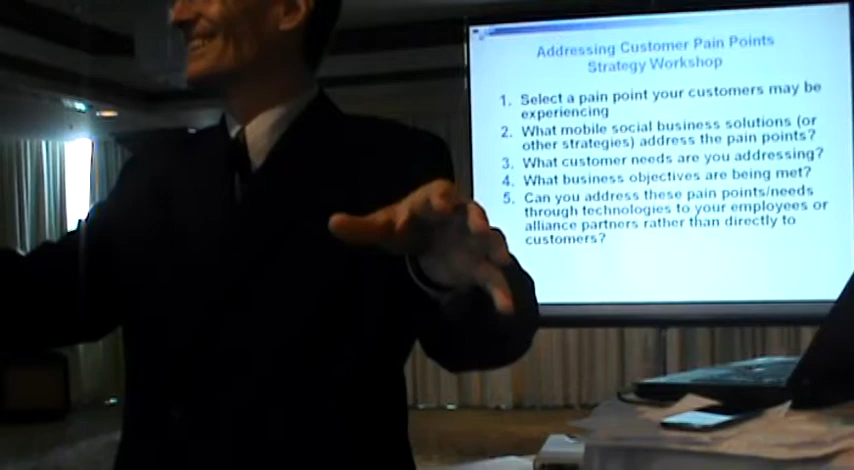 Addressing Customer Pain Points
Strategy Workshop
1. Select a pain point your customers may be
experiencing
2. What mobile social business solutions (or
other strategies) address the pain points?
3. What customer needs are you addressing?
4. What business objectives are being met?
5. Can you address these pain points/needs
through technologies to your employees or
alliance partners rather than directly to
customers?